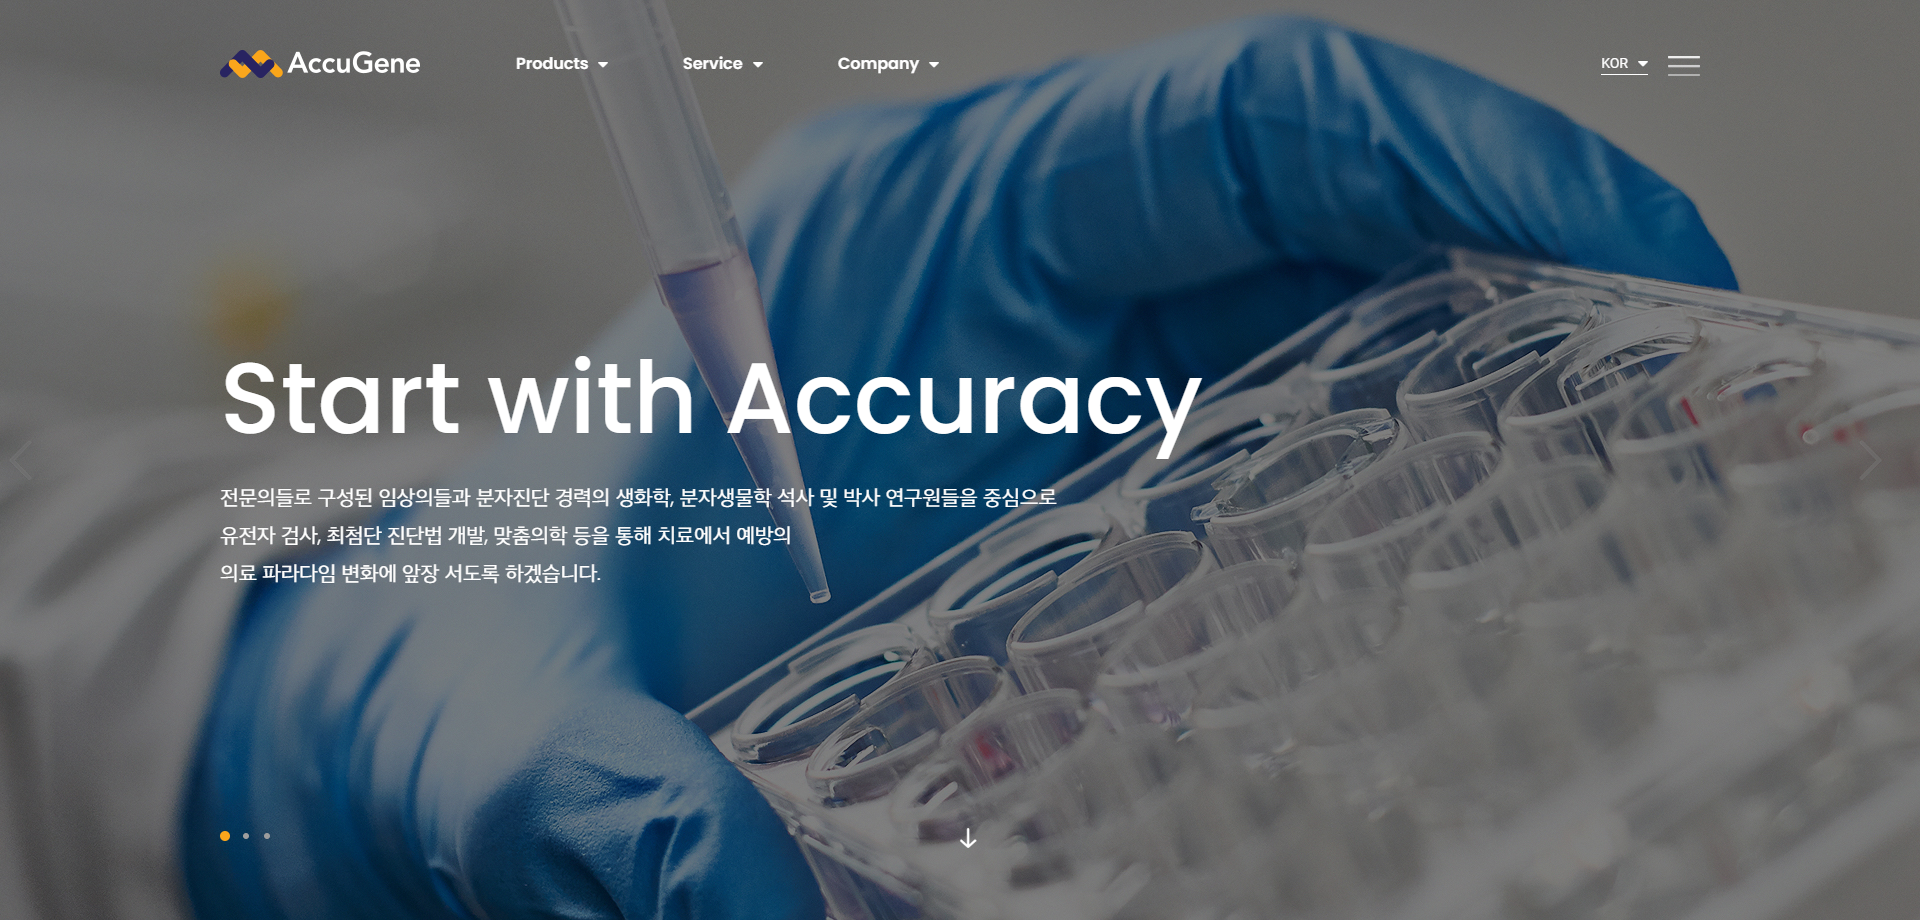 AccuGene
Products
Service
Company
KOR
Start with Accuracy
전문의들로 구성된 임상의들과 분자진단 경력의 생화학, 분자생물학 석사 및 박사 연구원들을 중심으로
유전자 검사, 최첨단 진단법 개발, 맞춤의학 등을 통해 치료에서 예방의
의료 파라다임 변화에 앞장 서도록 하겠습니다.